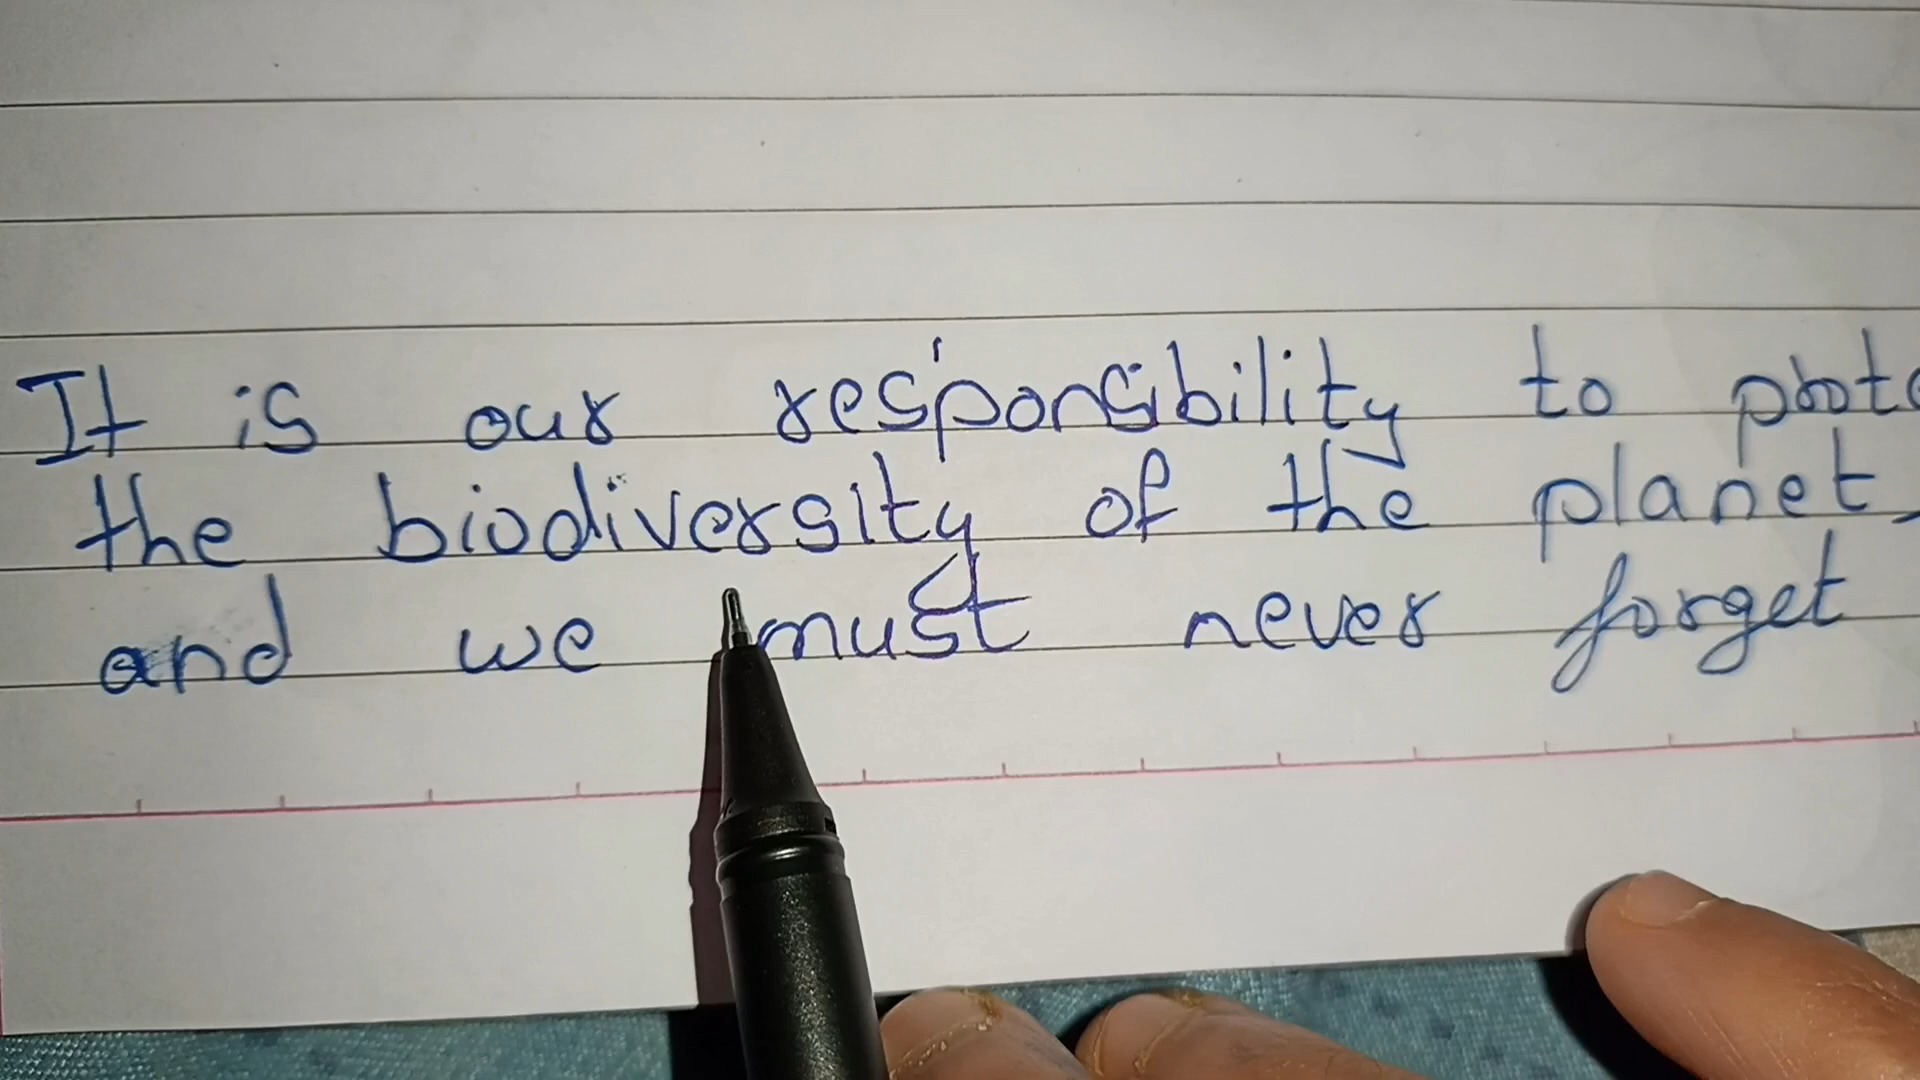 It is our responsibility to
the biodiversity of the planet,
and we must never forget